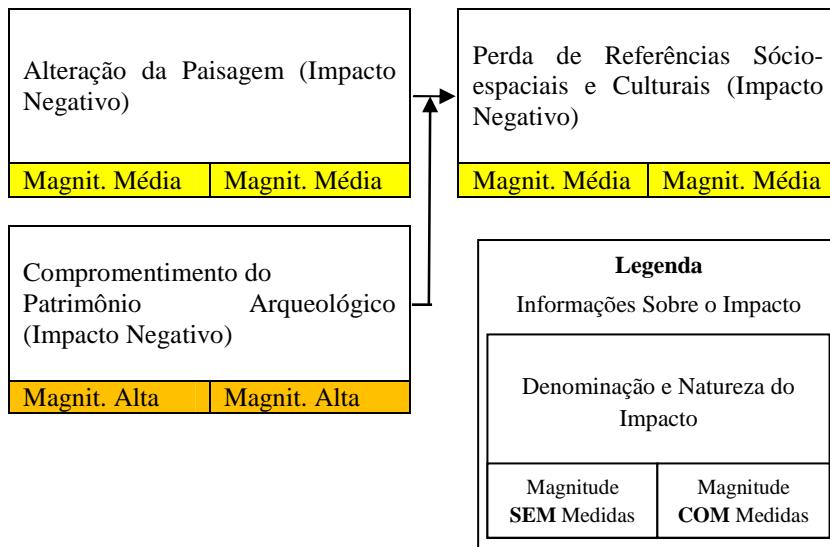 Alteração da Paisagem (Impacto
Negativo)
Magnit. Média Magnit. Média
Perda de Referências Sócio-
espaciais e Culturais (Impacto
Negativo)
Magnit. Média Magnit. Média
Compromentimento do
Patrimônio Arqueológico
(Impacto Negativo)
Magnit. Alta Magnit. Alta
Legenda
Informações Sobre o Impacto
Denominação e Natureza do
Impacto
Magnitude
SEM Medidas
Magnitude
COM Medidas